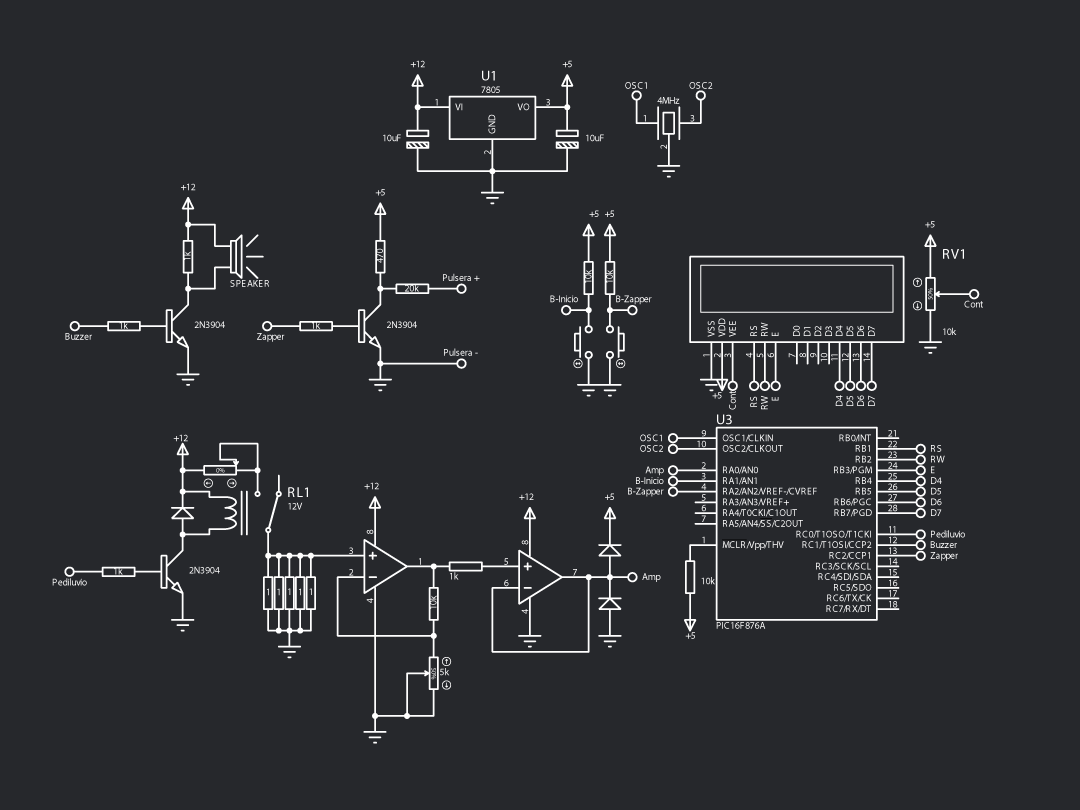 +12
+5
U1
7805
1
VI
VO
3
GND
2
10uF
10uF
OSC1
OSC2
4MHz
1
3
2
+12
1k
SPEAKER
1k
2N3904
Buzzer
+5
470
20k
Pulsera +
1k
2N3904
Zapper
Pulsera -
+5
+5
10k
10k
B-Inicio
B-Zapper
+5
RV1
50%
Cont
10k
VSS
VDD
VEE
RS
RW
E
D0
D1
D2
D3
D4
D5
D6
D7
1
2
3
4
5
6
7
8
9
10
11
12
13
14
+5
Cont
RS
RW
E
D4
D5
D6
D7
+12
0%
RL1
12V
1k
2N3904
Pediluvio
1
1
1
1
1
+12
8
3
+
2
−
1
4
10k
50%
5k
1k
+12
8
5
+
6
−
7
4
+5
Amp
U3
OSC1
9
OSC1/CLKIN
OSC2
10
OSC2/CLKOUT
Amp
2
RA0/AN0
B-Inicio
3
RA1/AN1
B-Zapper
4
RA2/AN2/VREF-/CVREF
5
RA3/AN3/VREF+
6
RA4/T0CKI/C1OUT
7
RA5/AN4/SS/C2OUT
1
MCLR/Vpp/THV
10k
+5
RB0/INT
21
RB1
22
RS
RB2
23
RW
RB3/PGM
24
E
RB4
25
D4
RB5
26
D5
RB6/PGC
27
D6
RB7/PGD
28
D7
RC0/T1OSO/T1CKI
11
Pediluvio
RC1/T1OSI/CCP2
12
Buzzer
RC2/CCP1
13
Zapper
RC3/SCK/SCL
14
RC4/SDI/SDA
15
RC5/SDO
16
RC6/TX/CK
17
RC7/RX/DT
18
PIC16F876A